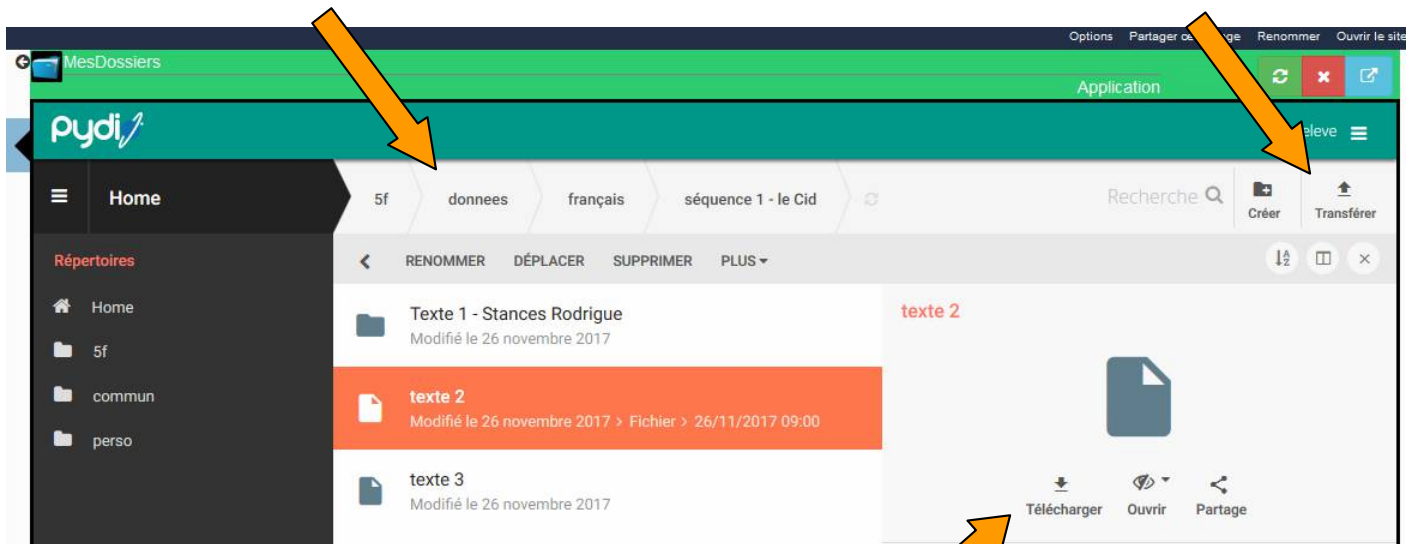 Options Partager ce Renommer Ouvrir le site
MesDossiers
Application
pydi
eleve
Home 5f donnees français séquence 1 - le Cid Recherche Créer Transférer
Répertoires RENOMMER DÉPLACER SUPPRIMER PLUS
Home
5f
commun
perso
Texte 1 - Stances Rodrigue
Modifié le 26 novembre 2017
texte 2
Modifié le 26 novembre 2017 > Fichier > 26/11/2017 09:00
texte 3
Modifié le 26 novembre 2017
texte 2
Télécharger Ouvrir Partage